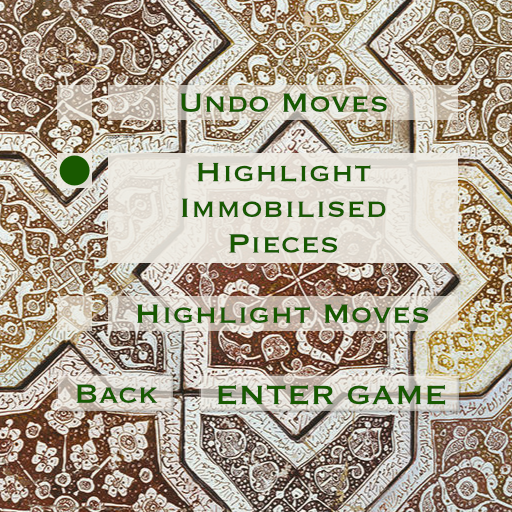 Undo Moves
Highlight
Immobilised
Pieces
Highlight Moves
Back
ENTER GAME